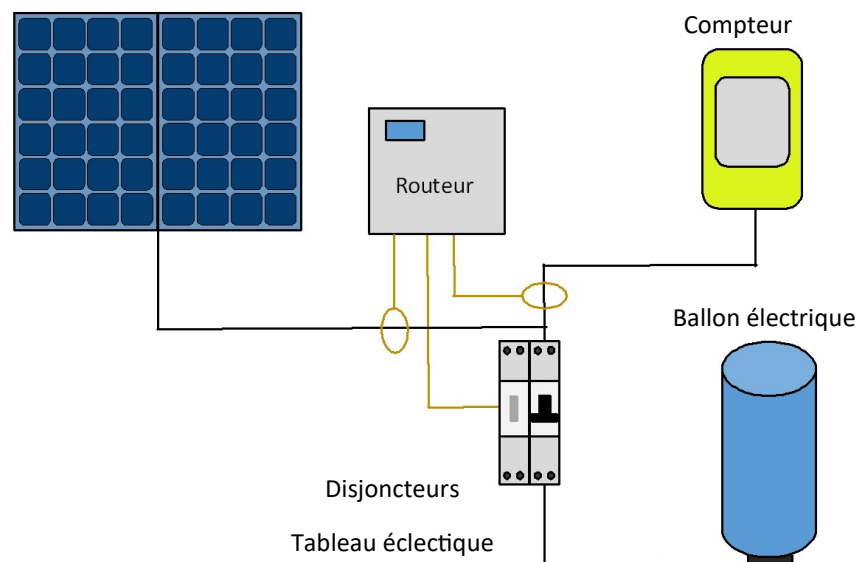 Compteur
Routeur
Ballon électrique
Disjoncteurs
Tableau éclectique